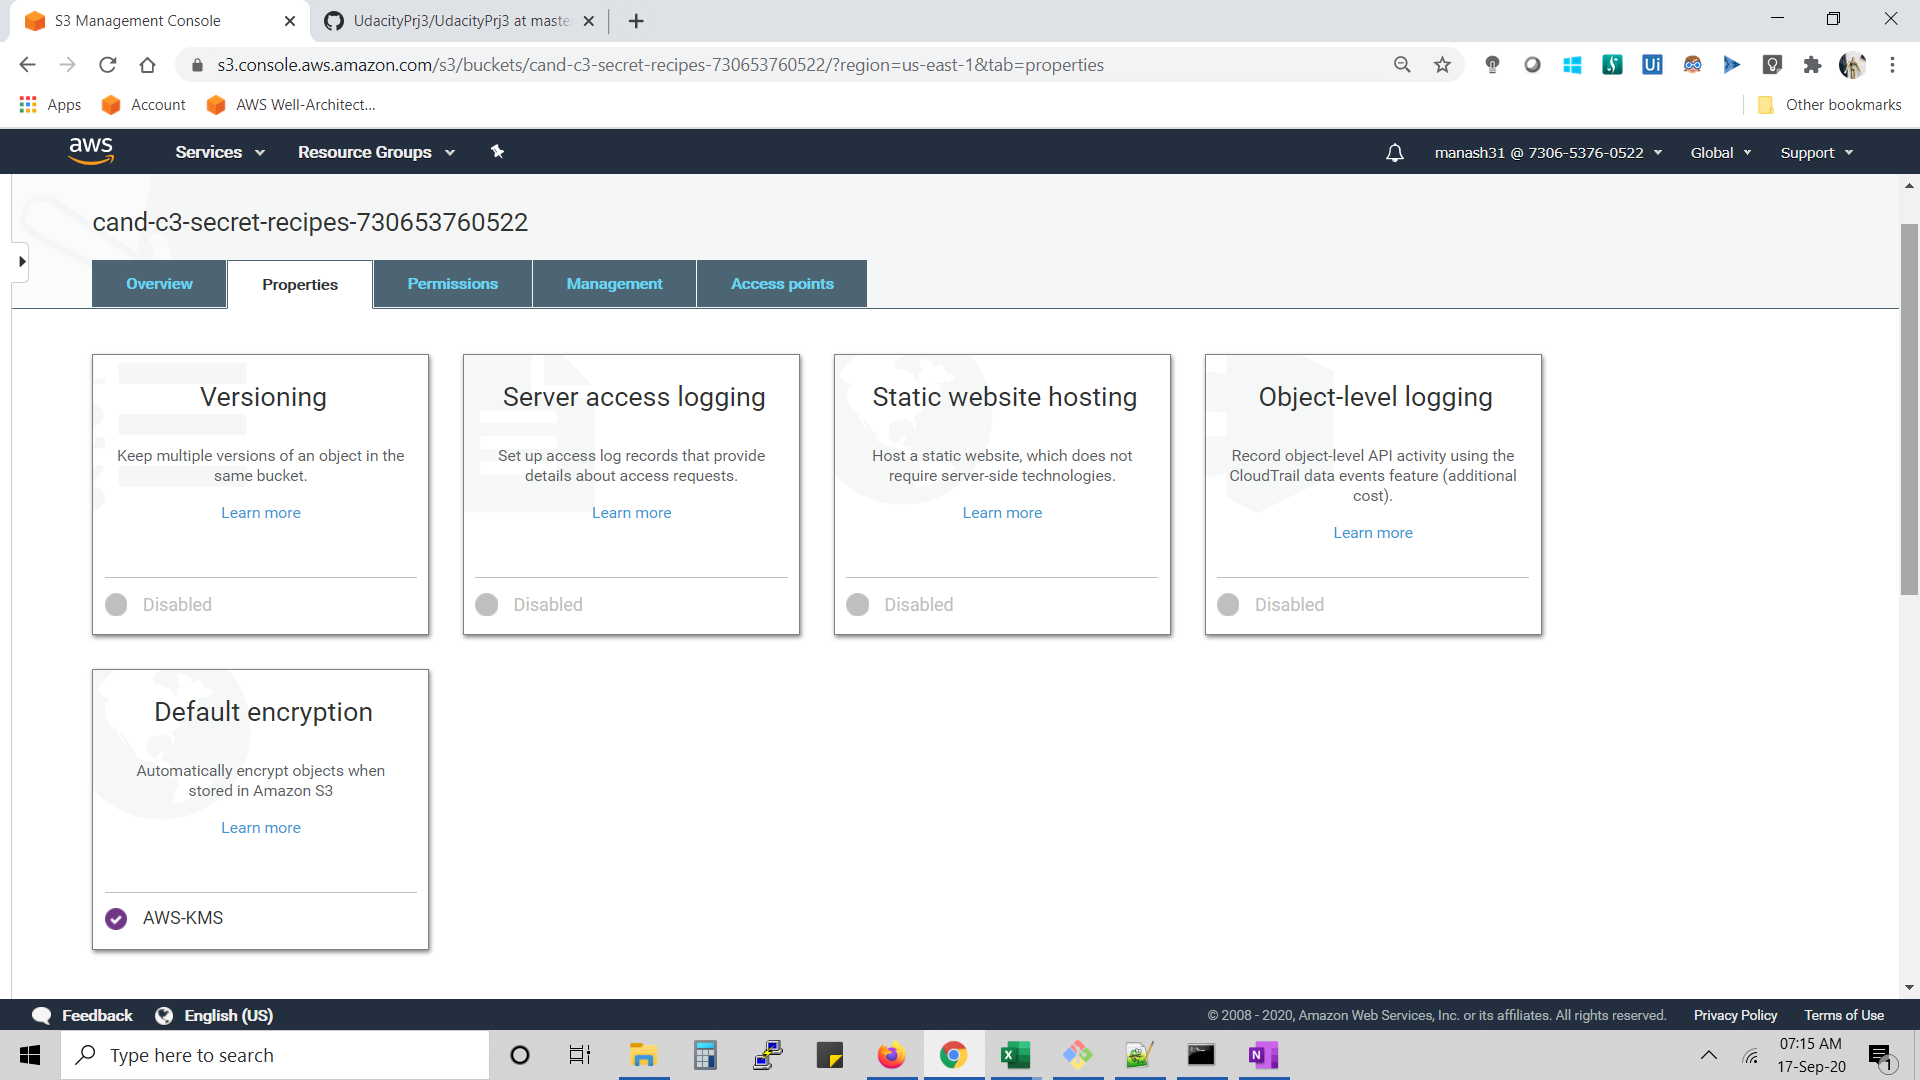 S3 Management Console
UdacityPrj3/UdacityPrj3 at maste
s3.console.aws.amazon.com/s3/buckets/cand-c3-secret-recipes-730653760522/?region=us-east-1&tab=properties
Ui
Apps
Account
AWS Well-Architect...
Other bookmarks
aws
Services
Resource Groups
manash31 @ 7306-5376-0522
Global
Support
cand-c3-secret-recipes-730653760522
Overview
Properties
Permissions
Management
Access points
Versioning
Keep multiple versions of an object in the
same bucket.
Learn more
Disabled
Server access logging
Set up access log records that provide
details about access requests.
Learn more
Disabled
Static website hosting
Host a static website, which does not
require server-side technologies.
Learn more
Disabled
Object-level logging
Record object-level API activity using the
CloudTrail data events feature (additional
cost).
Learn more
Disabled
Default encryption
Automatically encrypt objects when
stored in Amazon S3
Learn more
AWS-KMS
Feedback
English (US)
© 2008 - 2020, Amazon Web Services, Inc. or its affiliates. All rights reserved.
Privacy Policy
Terms of Use
Type here to search
X
N
07:15 AM
17-Sep-20
1